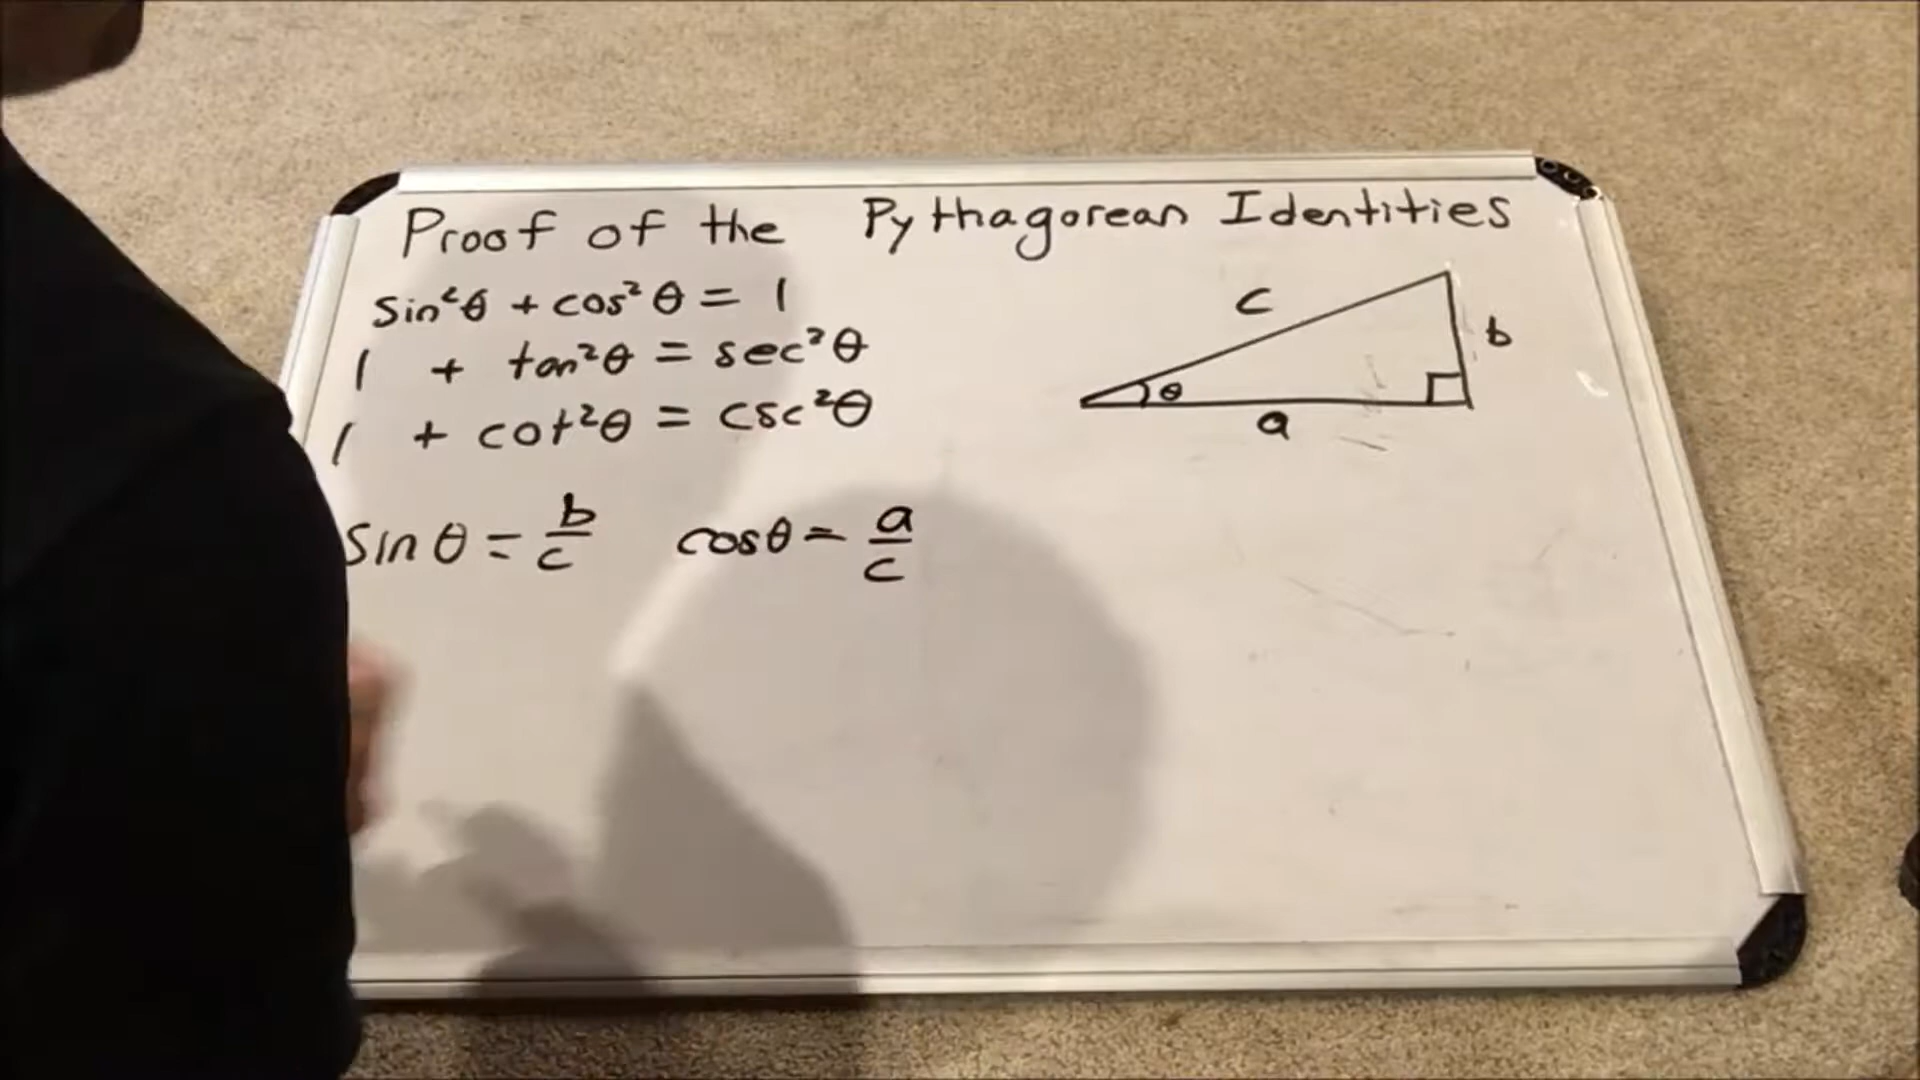 Proof of the Pythagorean Identities
sin²θ + cos²θ = 1
1 + tan²θ = sec²θ
1 + cot²θ = csc²θ
sin θ = b/c cosθ = a/c
c
b
θ
a